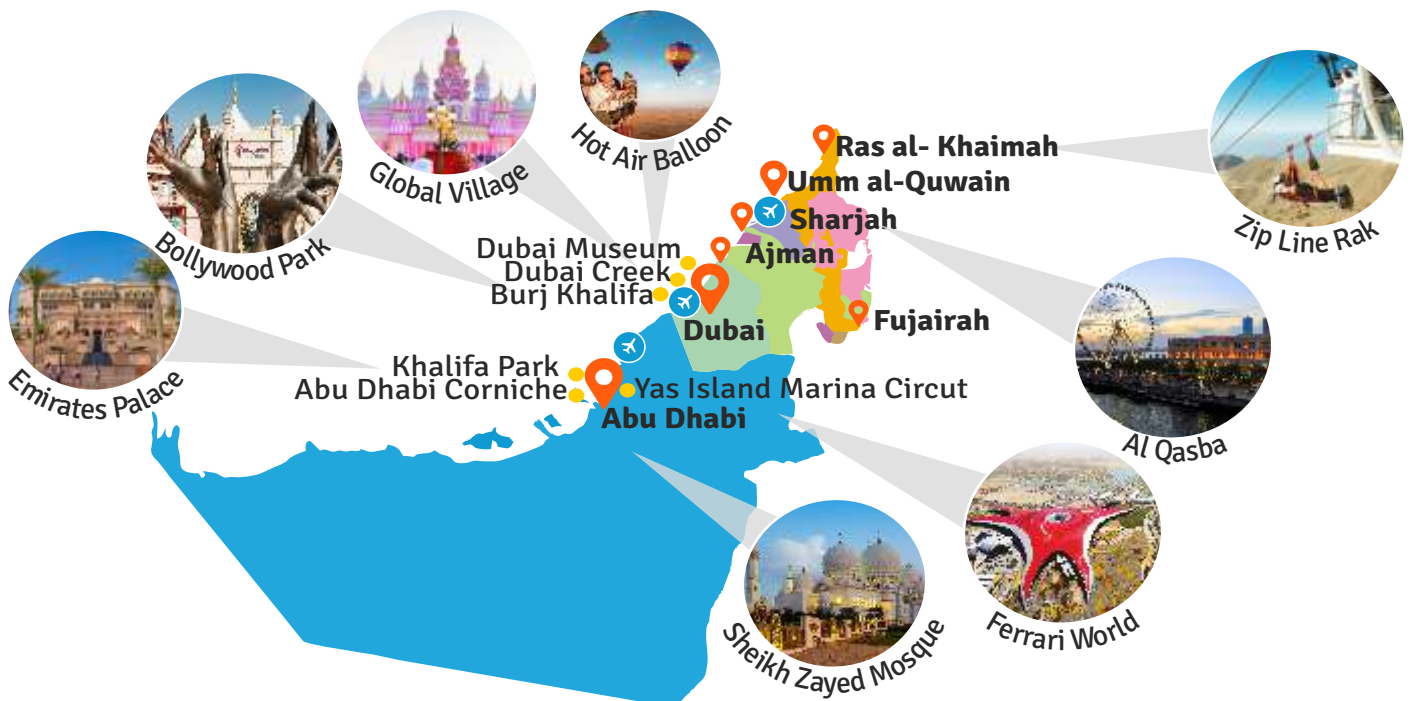 Global Village
Hot Air Balloon
Bollywood Park
Emirates Palace
Ras al- Khaimah
Umm al-Quwain
Sharjah
Ajman
Zip Line Rak
Dubai Museum
Dubai Creek
Burj Khalifa
Dubai
Fujairah
Khalifa Park
Abu Dhabi Corniche
Yas Island Marina Circut
Abu Dhabi
Al Qasba
Ferrari World
Sheikh Zayed Mosque